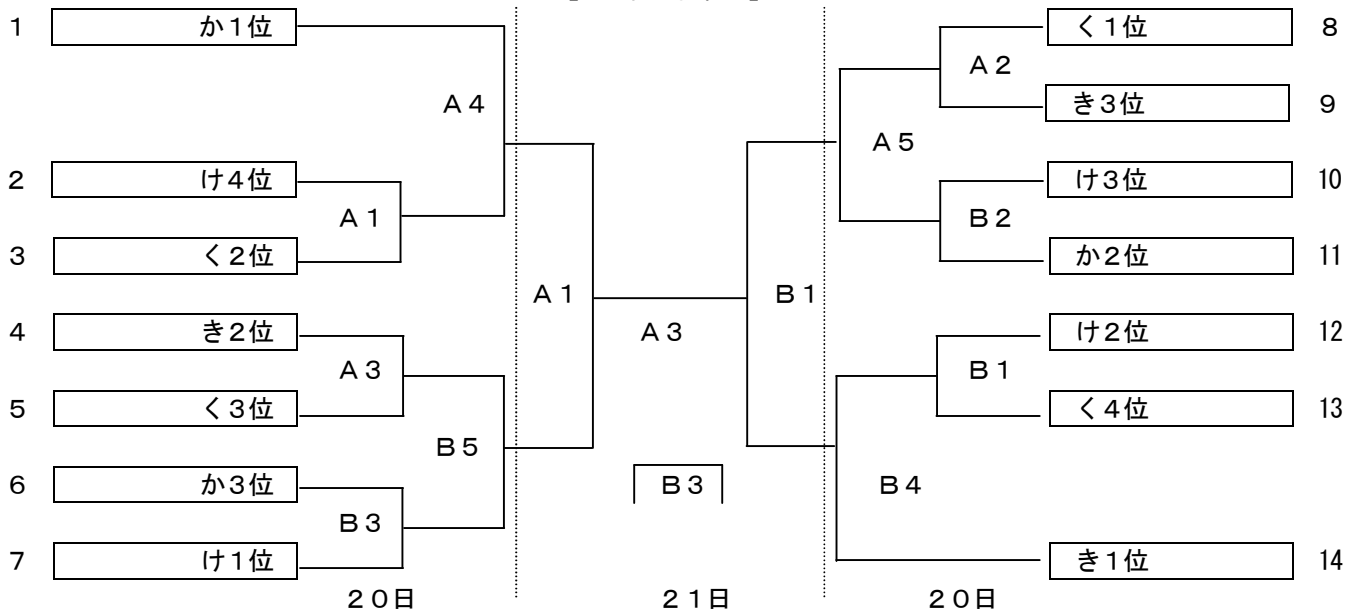 1 か1位 く1位 8
A2
A4 き3位 9
A5
2 け4位 け3位 10
A1 B2
3 く2位 か2位 11
A1 B1
4 き2位 A3 け2位 12
A3 B1
5 く3位 く4位 13
B5
6 か3位 B3 B4
B3
7 け1位 き1位 14
20日 21日 20日